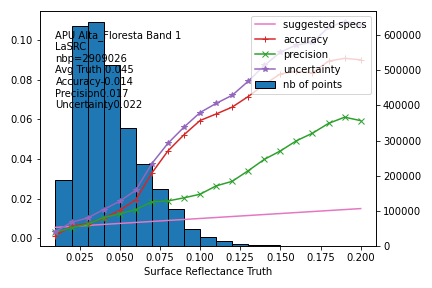 APU Alta_Floresta Band 1
LaSRC
nbp=2909026
Avg Truth 0.045
Accuracy-0.014
Precision0.017
Uncertainty0.022
suggested specs
accuracy
precision
uncertainty
nb of points
0.10
0.08
0.06
0.04
0.02
0.00
600000
500000
400000
300000
200000
100000
0
0.025 0.050 0.075 0.100 0.125 0.150 0.175 0.200
Surface Reflectance Truth